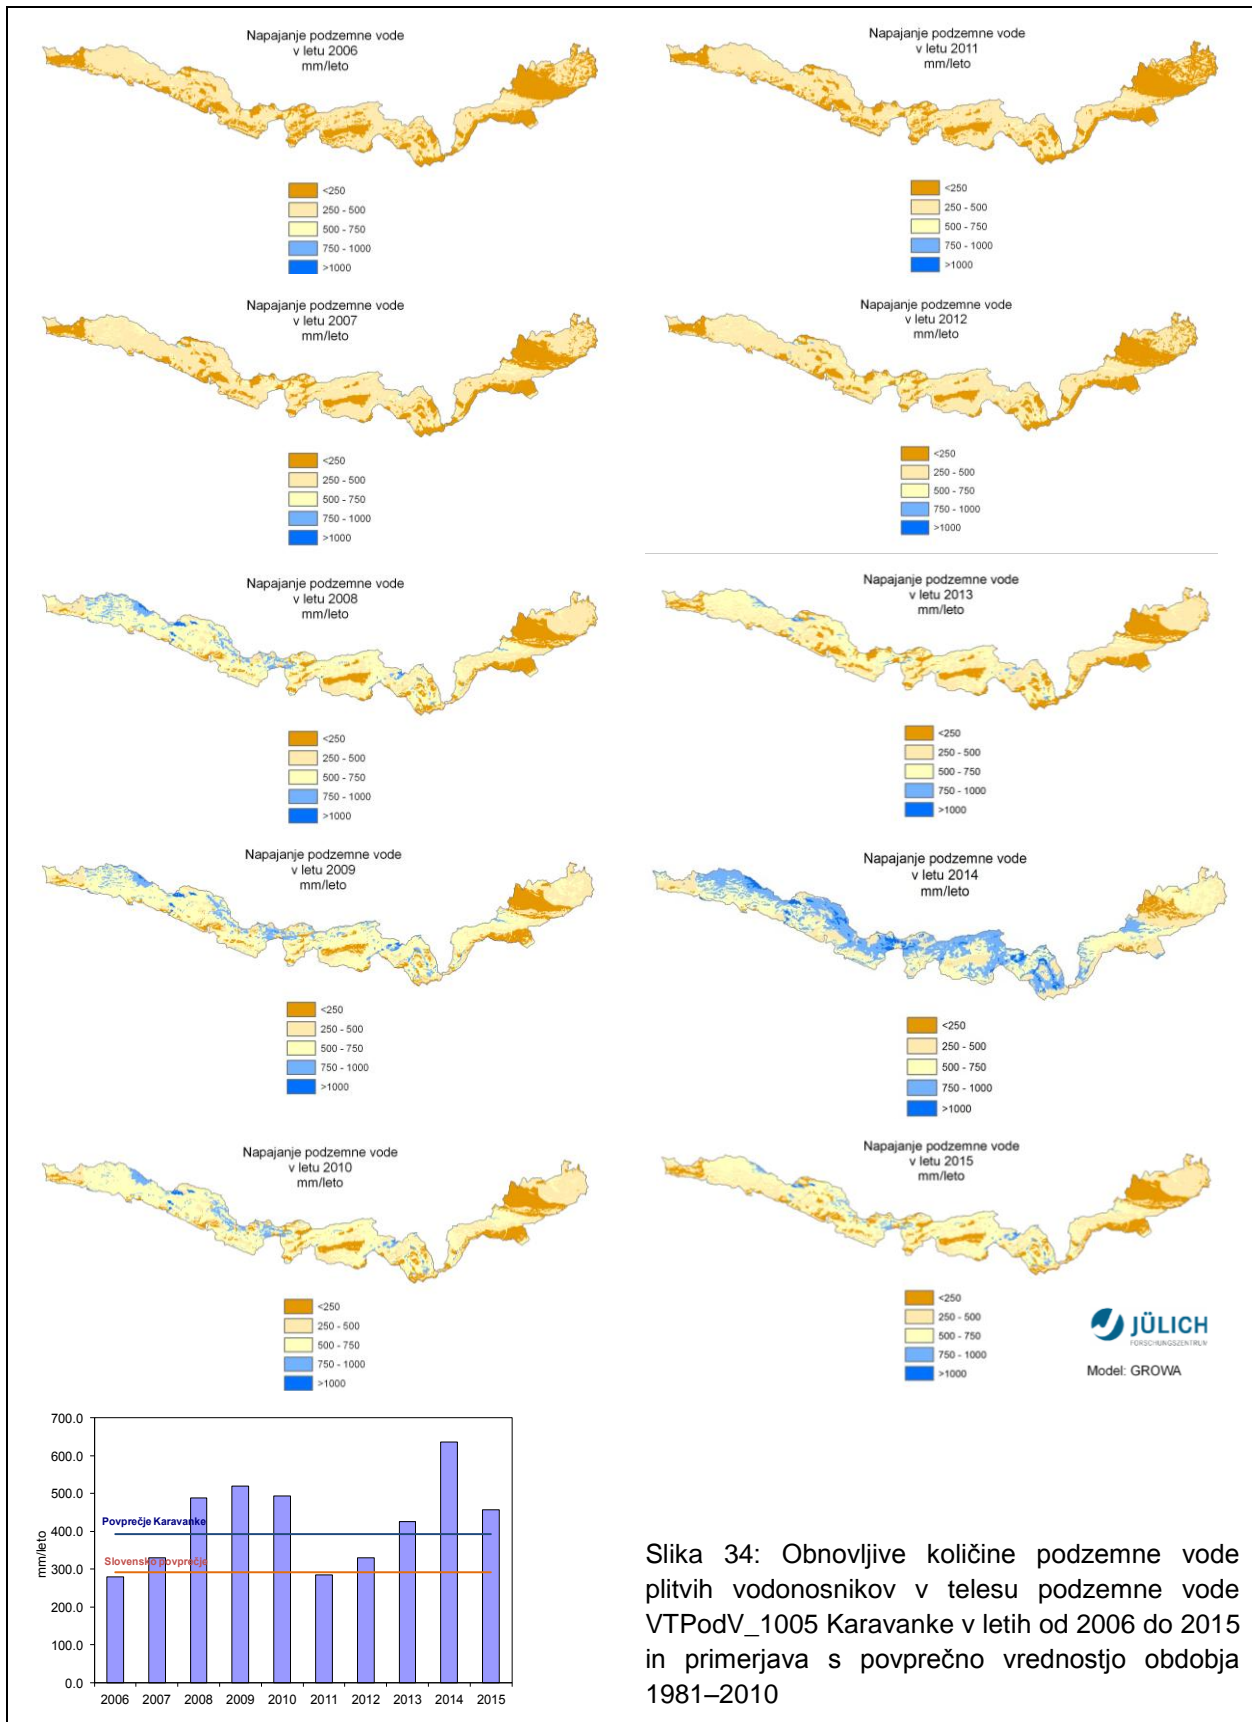 Napajanje podzemne vode
v letu 2006
mm/leto
<250
250 - 500
500 - 750
750 - 1000
>1000
Napajanje podzemne vode
v letu 2011
mm/leto
<250
250 - 500
500 - 750
750 - 1000
>1000
Napajanje podzemne vode
v letu 2007
mm/leto
<250
250 - 500
500 - 750
750 - 1000
>1000
Napajanje podzemne vode
v letu 2012
mm/leto
<250
250 - 500
500 - 750
750 - 1000
>1000
Napajanje podzemne vode
v letu 2008
mm/leto
<250
250 - 500
500 - 750
750 - 1000
>1000
Napajanje podzemne vode
v letu 2013
mm/leto
<250
250 - 500
500 - 750
750 - 1000
>1000
Napajanje podzemne vode
v letu 2009
mm/leto
<250
250 - 500
500 - 750
750 - 1000
>1000
Napajanje podzemne vode
v letu 2014
mm/leto
<250
250 - 500
500 - 750
750 - 1000
>1000
Napajanje podzemne vode
v letu 2010
mm/leto
<250
250 - 500
500 - 750
750 - 1000
>1000
Napajanje podzemne vode
v letu 2015
mm/leto
<250
250 - 500
500 - 750
750 - 1000
>1000
JÜLICH
FORSCHUNGSZENTRUM
Model: GROWA
700.0
600.0
500.0
400.0
300.0
200.0
100.0
0.0
mm/leto
Povprečje Karavanke
Slovensko povprečje
2006 2007 2008 2009 2010 2011 2012 2013 2014 2015
Slika 34: Obnovljive količine podzemne vode
plitvih vodonosnikov v telesu podzemne vode
VTPodV_1005 Karavanke v letih od 2006 do 2015
in primerjava s povprečno vrednostjo obdobja
1981–2010